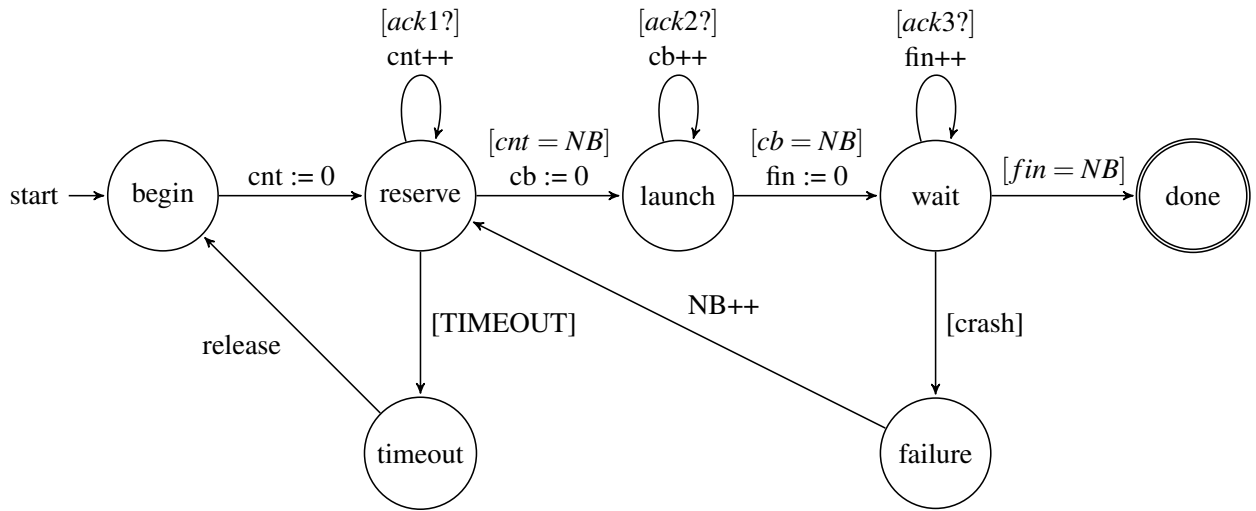 [ack1?]
cnt++
[ack2?]
cb++
[ack3?]
fin++
start
begin
cnt := 0
reserve
[cnt = NB]
cb := 0
launch
[cb = NB]
fin := 0
wait
[fin = NB]
done
release
[TIMEOUT]
NB++
[crash]
timeout
failure